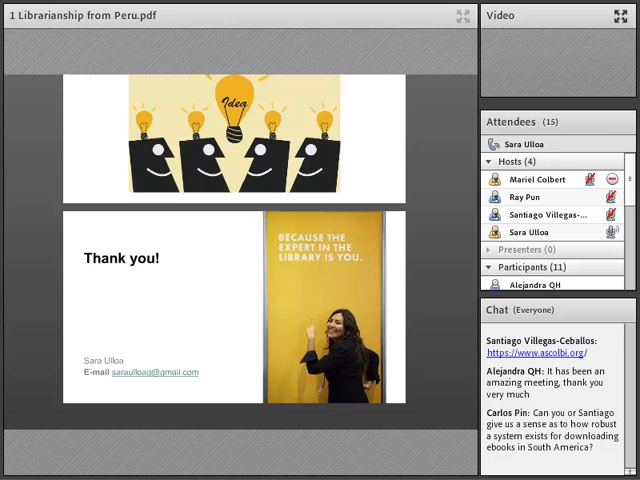 1 Librarianship from Peru.pdf
Idea
Thank you!
Sara Ulloa
E-mail saraulloag@gmail.com
BECAUSE THE
EXPERT IN THE
LIBRARY IS YOU.
Video
Attendees (15)
Sara Ulloa
Hosts (4)
Mariel Colbert
Ray Pun
Santiago Villegas-...
Sara Ulloa
Presenters (0)
Participants (11)
Alejandra QH
Chat (Everyone)
Santiago Villegas-Ceballos:
https://www.ascolbi.org/
Alejandra QH: It has been an
amazing meeting, thank you
very much
Carlos Pin: Can you or Santiago
give us a sense as to how robust
a system exists for downloading
ebooks in South America?